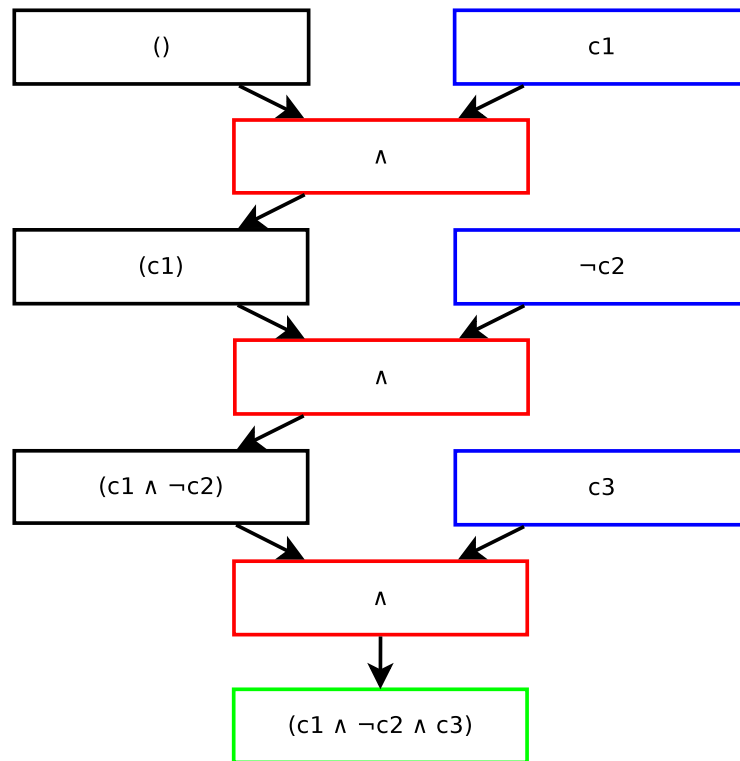 ()
c1
∧
(c1)
¬c2
∧
(c1 ∧ ¬c2)
c3
∧
(c1 ∧ ¬c2 ∧ c3)